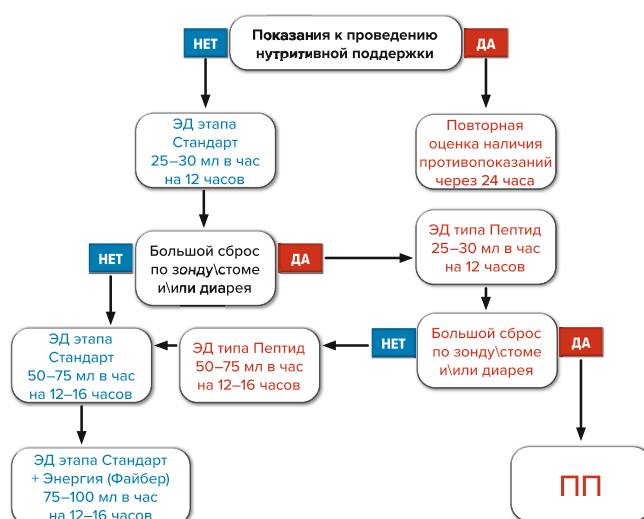 Показания к проведению
нутритивной поддержки
НЕТ
ДА
ЭД этапа
Стандарт
25–30 мл в час
на 12 часов
Повторная
оценка наличия
противопоказаний
через 24 часа
НЕТ
Большой сброс
по зонду\стоме
и\или диарея
ДА
ЭД типа Пептид
25–30 мл в час
на 12 часов
ЭД этапа
Стандарт
50–75 мл в час
на 12–16 часов
ЭД типа Пептид
50–75 мл в час
на 12–16 часов
НЕТ
Большой сброс
по зонду\стоме
и\или диарея
ДА
ЭД этапа Стандарт
+ Энергия (Файбер)
75–100 мл в час
на 12–16 часов
ПП